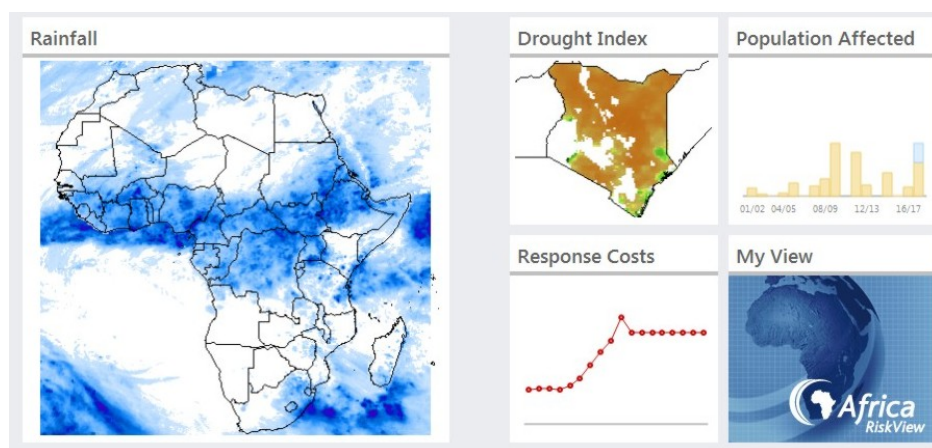 Rainfall
Drought Index
Population Affected
01/02 04/05 08/09 12/13 16/17
Response Costs
My View
Africa
RiskView